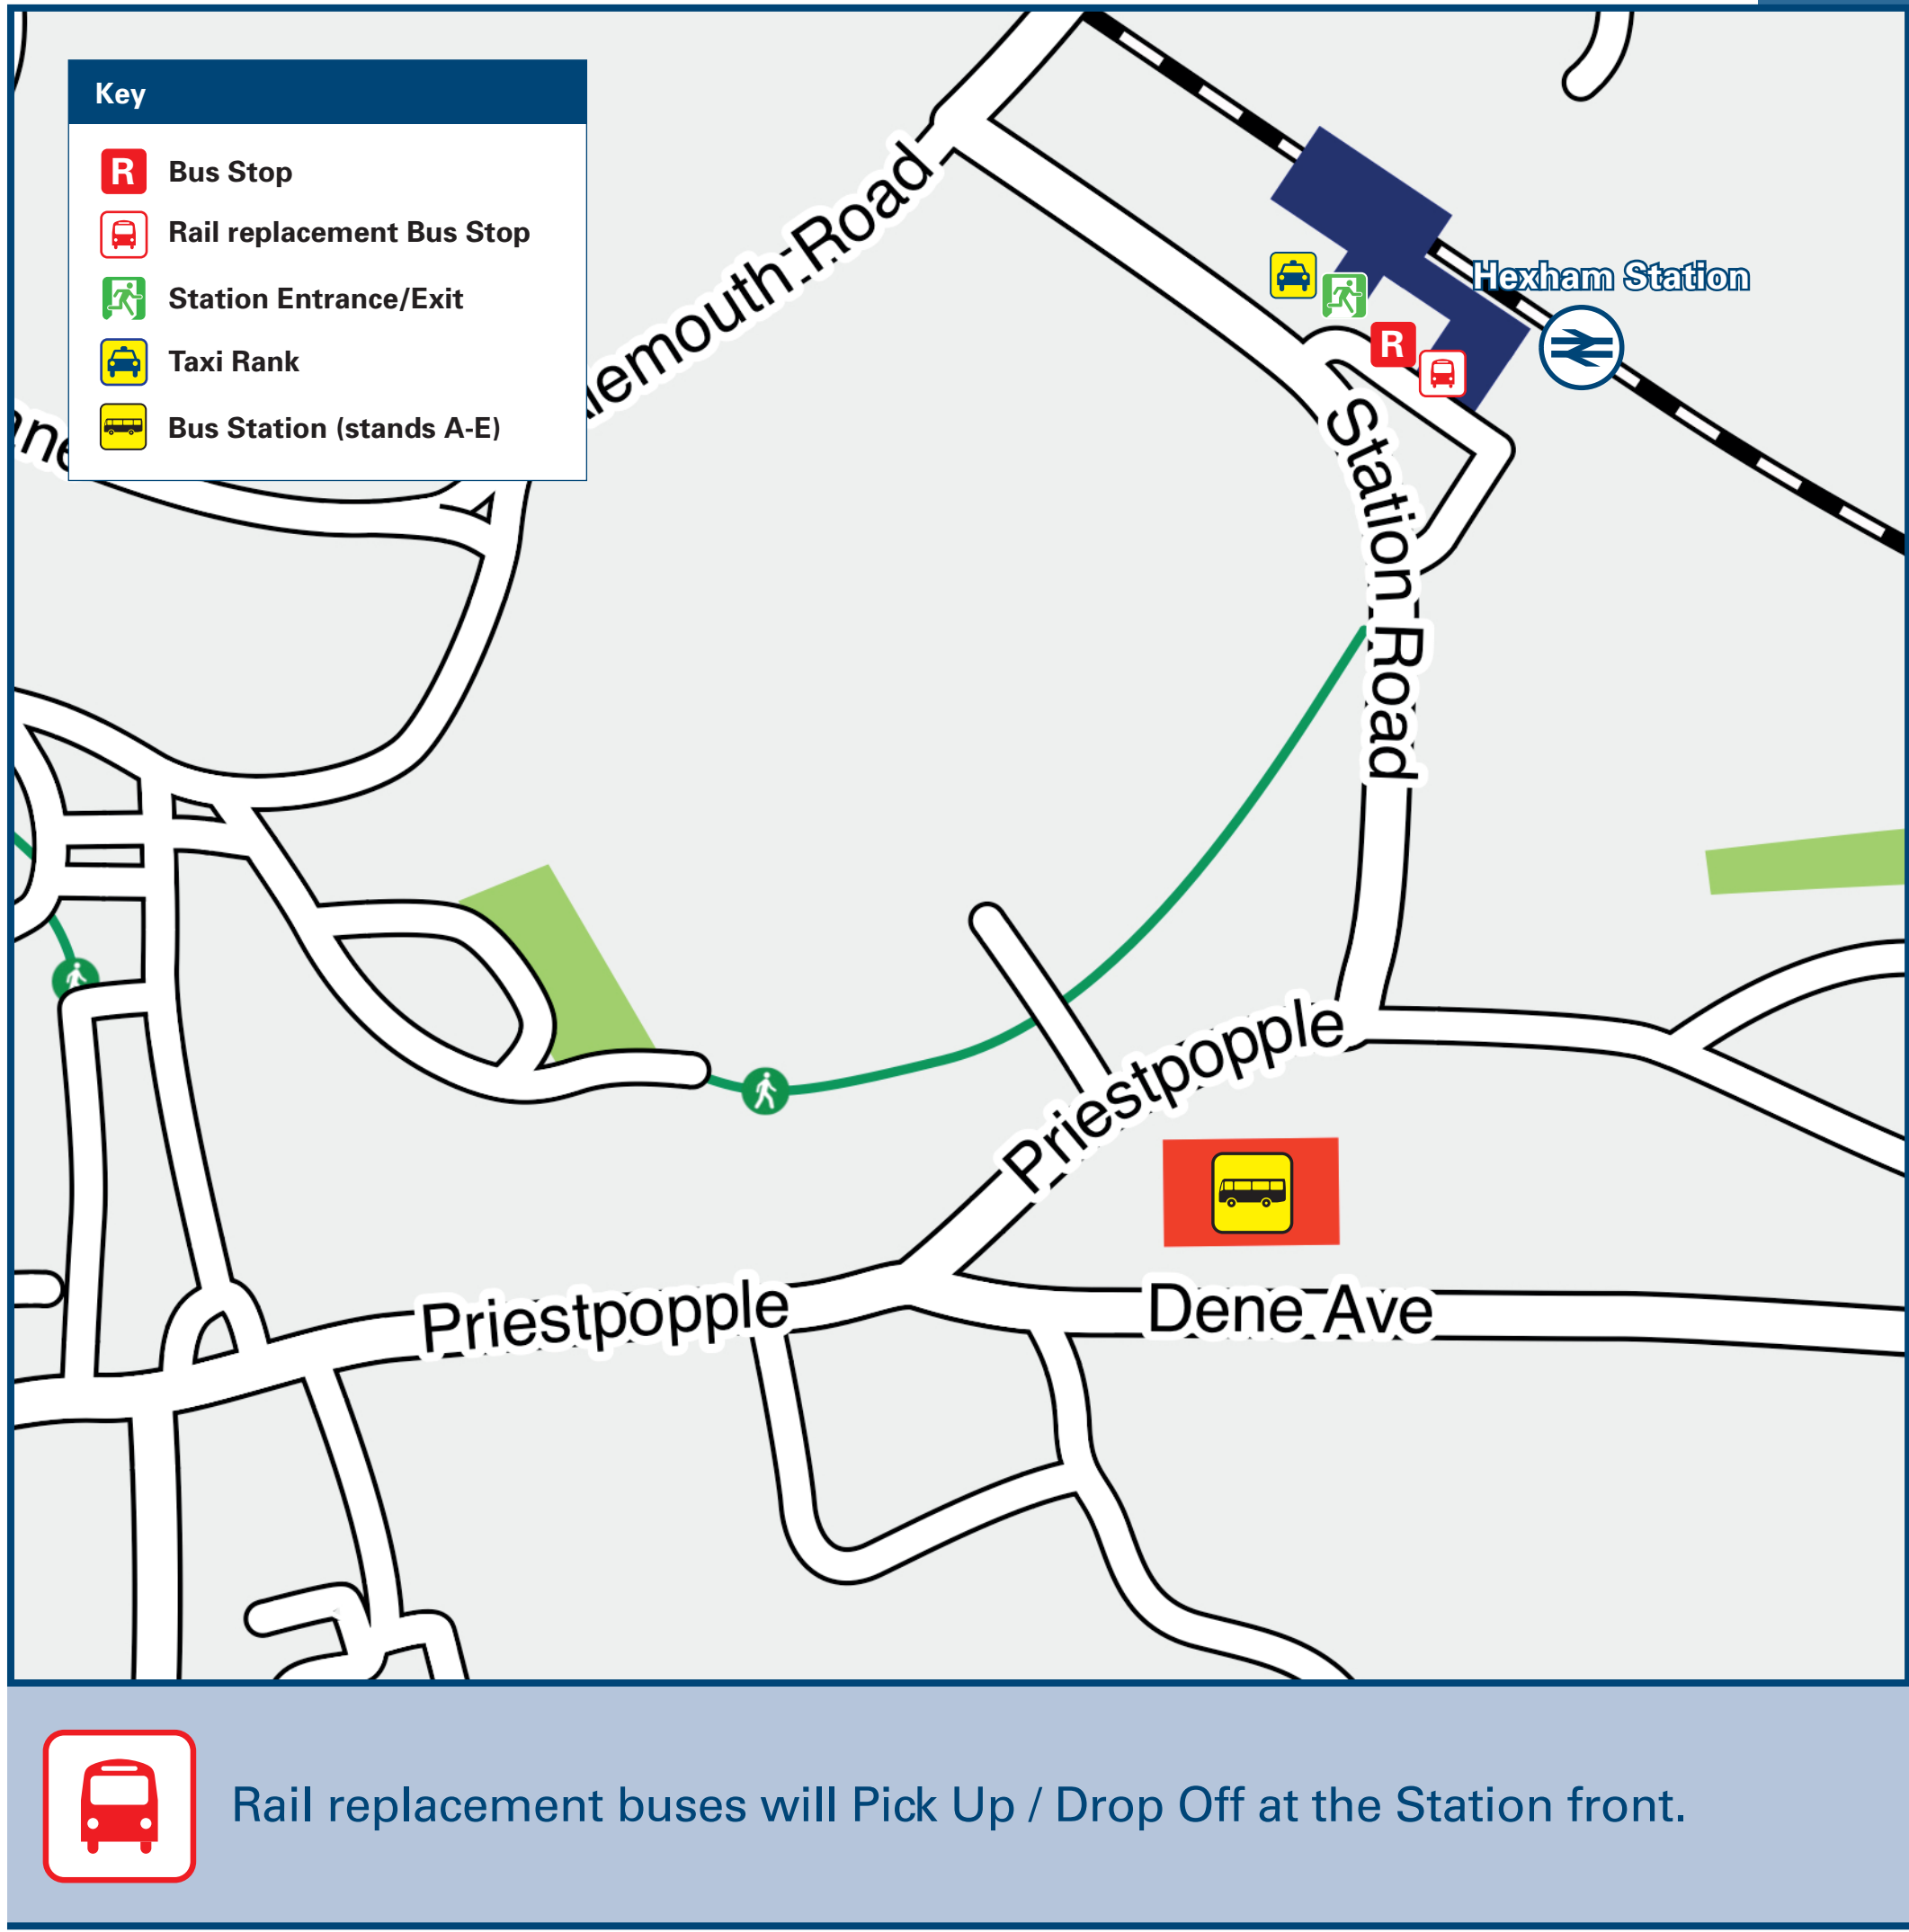 Key
R Bus Stop
Rail replacement Bus Stop
Station Entrance/Exit
Taxi Rank
Bus Station (stands A-E)
Road
Hexham Station
R
Station Road
Priestpopple
Priestpopple
Dene Ave
Rail replacement buses will Pick Up / Drop Off at the Station front.